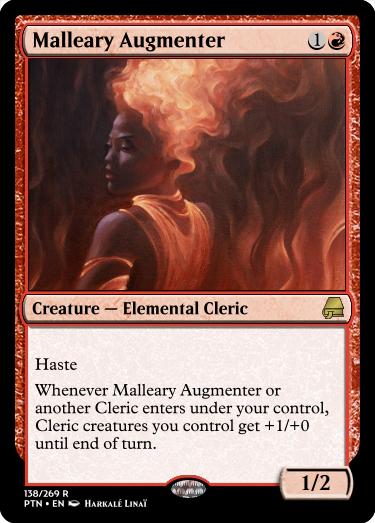 Malleary Augmenter 1
Creature — Elemental Cleric
Haste
Whenever Malleary Augmenter or
another Cleric enters under your control,
Cleric creatures you control get +1/+0
until end of turn.
1/2
138/269 R
PTN • EN Harkalé Linaï